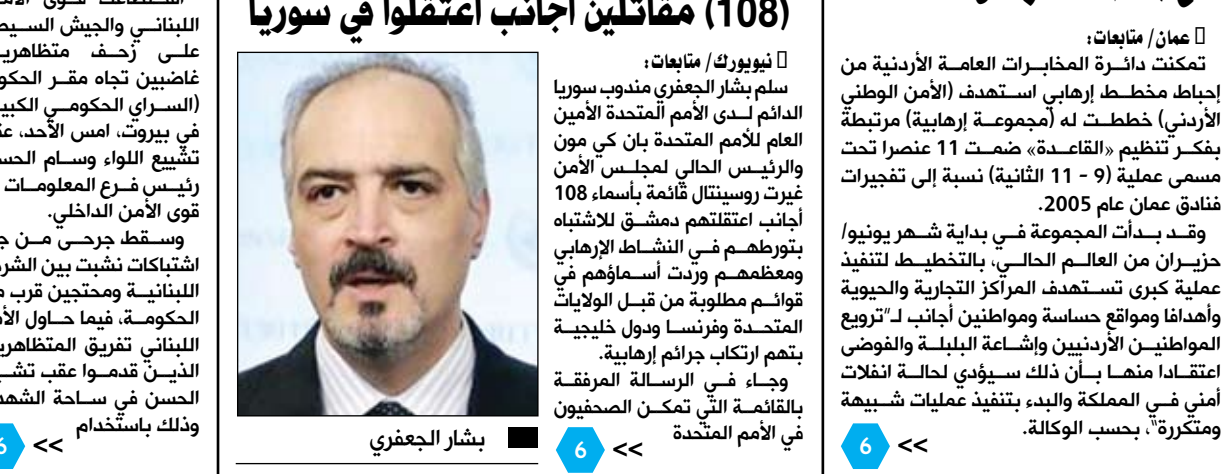 عمان/ متابعات:
تمكنت دائرة المخابرات العامة الأردنية من
إحباط مخطط إرهابي استهدف (الأمن الوطني
الأردني) خططت له (مجموعة إرهابية) مرتبطة
بفكر تنظيم «القاعدة» ضمت 11 عنصرا تحت
مسمى عملية (9 - 11 الثانية) نسبة إلى تفجيرات
فنادق عمان عام 2005.
وقد بدأت المجموعة في بداية شهر يونيو/
حزيران من العالم الحالي، بالتخطيط لتنفيذ
عملية كبرى تستهدف المراكز التجارية والحيوية
وأهدافا ومواقع حساسة ومواطنين أجانب لـ"ترويع
المواطنين الأردنيين وإشاعة البلبلة والفوضى
اعتقادا منها بأن ذلك سيؤدي لحالة انفلات
أمني في المملكة والبدء بتنفيذ عمليات شبيهة
ومتكررة"، بحسب الوكالة.
>> 6
(108) مقاتلين أجانب اعتقلوا في سوريا
نيويورك/ متابعات:
سلم بشار الجعفري مندوب سوريا
الدائم لدى الأمم المتحدة الأمين
العام للأمم المتحدة بان كي مون
والرئيس الحالي لمجلس الأمن
غيرت روسينتال قائمة بأسماء 108
أجانب اعتقلتهم دمشق للاشتباه
بتورطهم في النشاط الإرهابي
ومعظمهم وردت أسماؤهم في
قوائم مطلوبة من قبل الولايات
المتحدة وفرنسا ودول خليجية
بتهم ارتكاب جرائم إرهابية.
وجاء في الرسالة المرفقة
بالقائمة التي تمكن الصحفيون
في الأمم المتحدة
>> 6
بشار الجعفري
اللبناني والجيش
على زحف
غاضبين تجاه مقر
(السراي الحكومي
في بيروت، امس الأحد،
تشييع اللواء وسام
رئيس فرع المعلومات
قوى الأمن الداخلي.
وسقط جرحى من
اشتباكات نشبت بين
اللبنانية ومحتجين قرب
الحكومة، فيما حاول
اللبناني تفريق
الذين قدموا عقب
الحسن في ساحة
وذلك باستخدام
>> 6